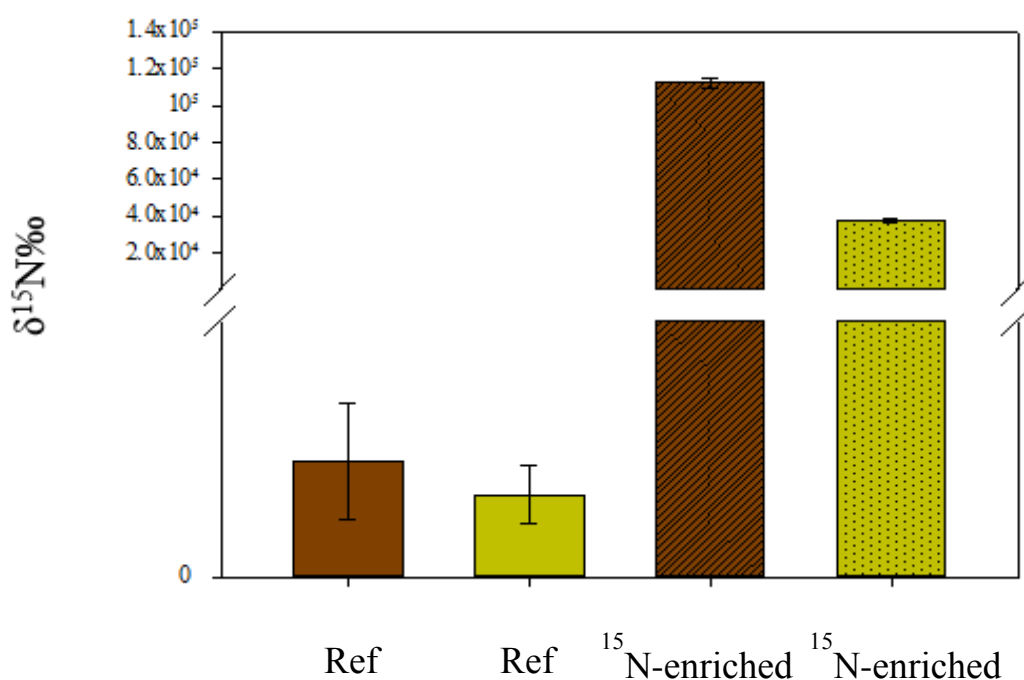 1.4x10⁵
1.2x10⁵
10⁵
8.0x10⁴
6.0x10⁴
4.0x10⁴
2.0x10⁴
δ¹⁵N‰
0
Ref Ref ¹⁵N-enriched ¹⁵N-enriched